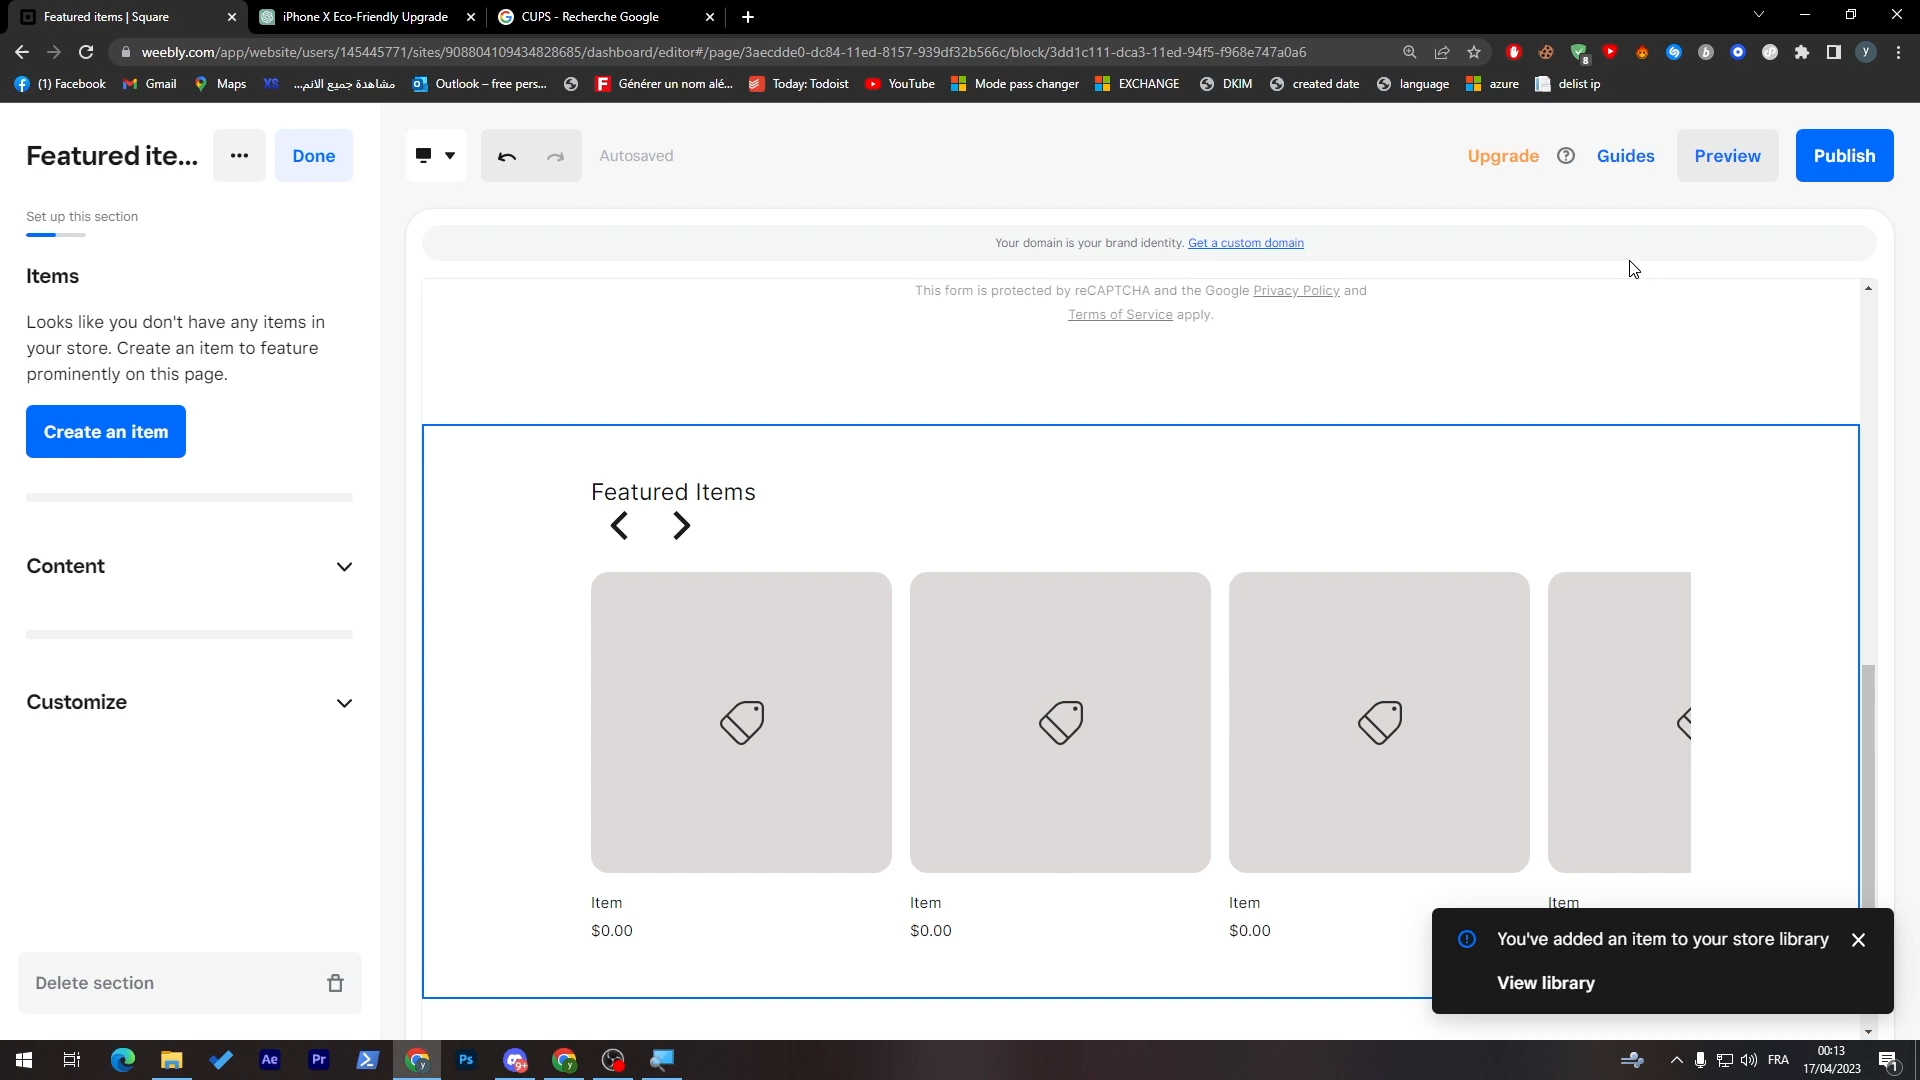 Featured items | Square
iPhone X Eco-Friendly Upgrade
CUPS - Recherche Google
weebly.com/app/website/users/145445771/sites/908804109434828685/dashboard/editor#/page/3aecdde0-dc84-11ed-8157-939df32b566c/block/3dd1c111-dca3-11ed-94f5-f968e747a0a6
8
y
(1) Facebook
Gmail
Maps
XS
مشاهدة جميع الانم...
Outlook – free pers...
Générer un nom alé...
Today: Todoist
YouTube
Mode pass changer
EXCHANGE
DKIM
created date
language
azure
delist ip
Featured ite...
Done
Autosaved
Upgrade
Guides
Preview
Publish
Set up this section
Your domain is your brand identity. Get a custom domain
Items
This form is protected by reCAPTCHA and the Google Privacy Policy and
Terms of Service apply.
Looks like you don't have any items in
your store. Create an item to feature
prominently on this page.
Create an item
Featured Items
Content
Customize
Item
$0.00
Item
$0.00
Item
$0.00
Item
You've added an item to your store library
View library
Delete section
Ae
Pr
Ps
9+
FRA
00:13
17/04/2023
1